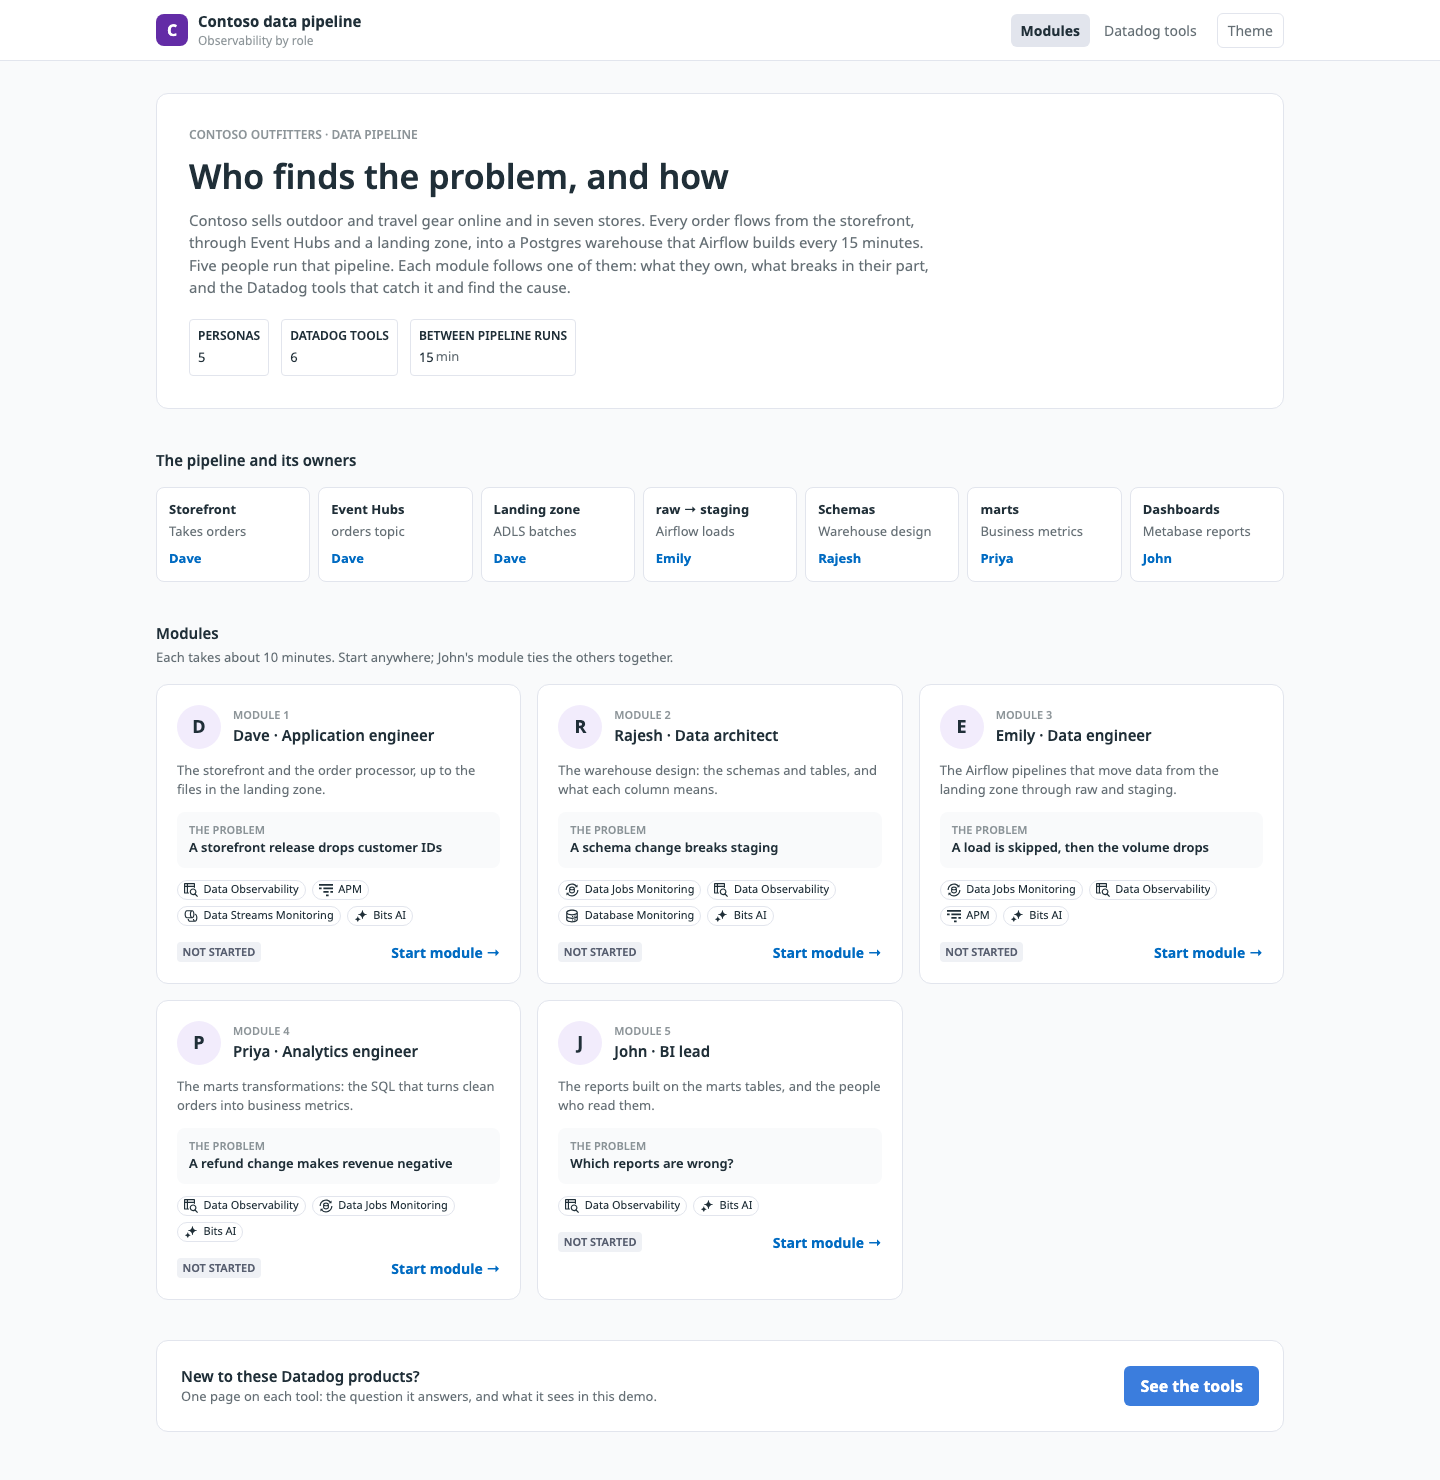 C
Contoso data pipeline
Observability by role
Modules
Datadog tools
Theme
CONTOSO OUTFITTERS · DATA PIPELINE
Who finds the problem, and how
Contoso sells outdoor and travel gear online and in seven stores. Every order flows from the storefront,
through Event Hubs and a landing zone, into a Postgres warehouse that Airflow builds every 15 minutes.
Five people run that pipeline. Each module follows one of them: what they own, what breaks in their part,
and the Datadog tools that catch it and find the cause.
PERSONAS
5
DATADOG TOOLS
6
BETWEEN PIPELINE RUNS
15 min
The pipeline and its owners
Storefront
Takes orders
Dave
Event Hubs
orders topic
Dave
Landing zone
ADLS batches
Dave
raw → staging
Airflow loads
Emily
Schemas
Warehouse design
Rajesh
marts
Business metrics
Priya
Dashboards
Metabase reports
John
Modules
Each takes about 10 minutes. Start anywhere; John's module ties the others together.
D
MODULE 1
Dave · Application engineer
The storefront and the order processor, up to the
files in the landing zone.
THE PROBLEM
A storefront release drops customer IDs
Data Observability
APM
Data Streams Monitoring
Bits AI
NOT STARTED
Start module →
R
MODULE 2
Rajesh · Data architect
The warehouse design: the schemas and tables, and
what each column means.
THE PROBLEM
A schema change breaks staging
Data Jobs Monitoring
Data Observability
Database Monitoring
Bits AI
NOT STARTED
Start module →
E
MODULE 3
Emily · Data engineer
The Airflow pipelines that move data from the
landing zone through raw and staging.
THE PROBLEM
A load is skipped, then the volume drops
Data Jobs Monitoring
Data Observability
APM
Bits AI
NOT STARTED
Start module →
P
MODULE 4
Priya · Analytics engineer
The marts transformations: the SQL that turns clean
orders into business metrics.
THE PROBLEM
A refund change makes revenue negative
Data Observability
Data Jobs Monitoring
Bits AI
NOT STARTED
Start module →
J
MODULE 5
John · BI lead
The reports built on the marts tables, and the people
who read them.
THE PROBLEM
Which reports are wrong?
Data Observability
Bits AI
NOT STARTED
Start module →
New to these Datadog products?
One page on each tool: the question it answers, and what it sees in this demo.
See the tools